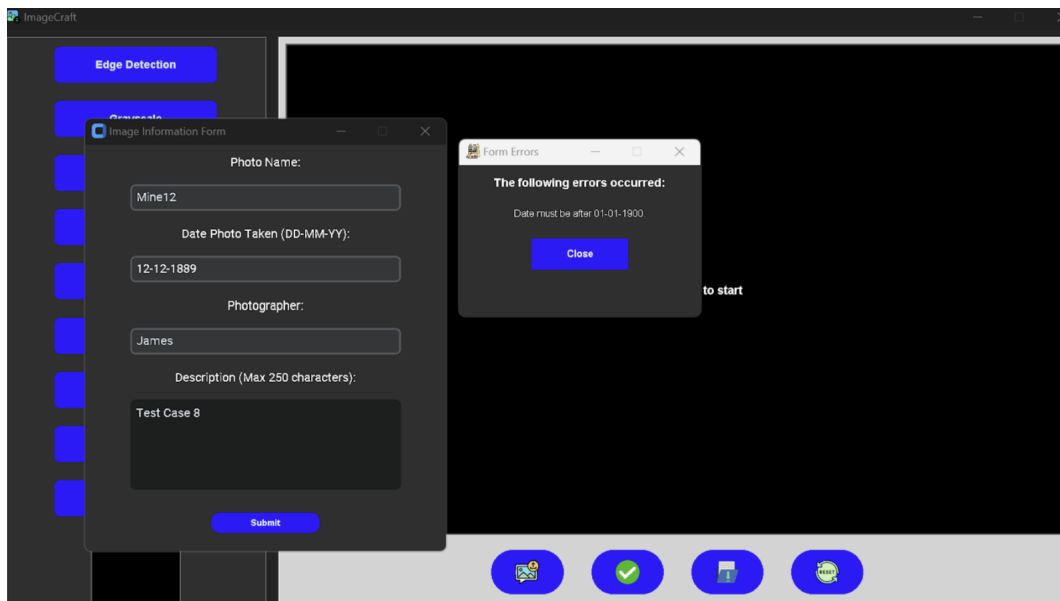 ImageCraft
Edge Detection
Grayscale
Image Information Form
Photo Name:
Mine12
Date Photo Taken (DD-MM-YY):
12-12-1889
Photographer:
James
Description (Max 250 characters):
Test Case 8
Submit
Form Errors
The following errors occurred:
Date must be after 01-01-1900.
Close
to start
RESET